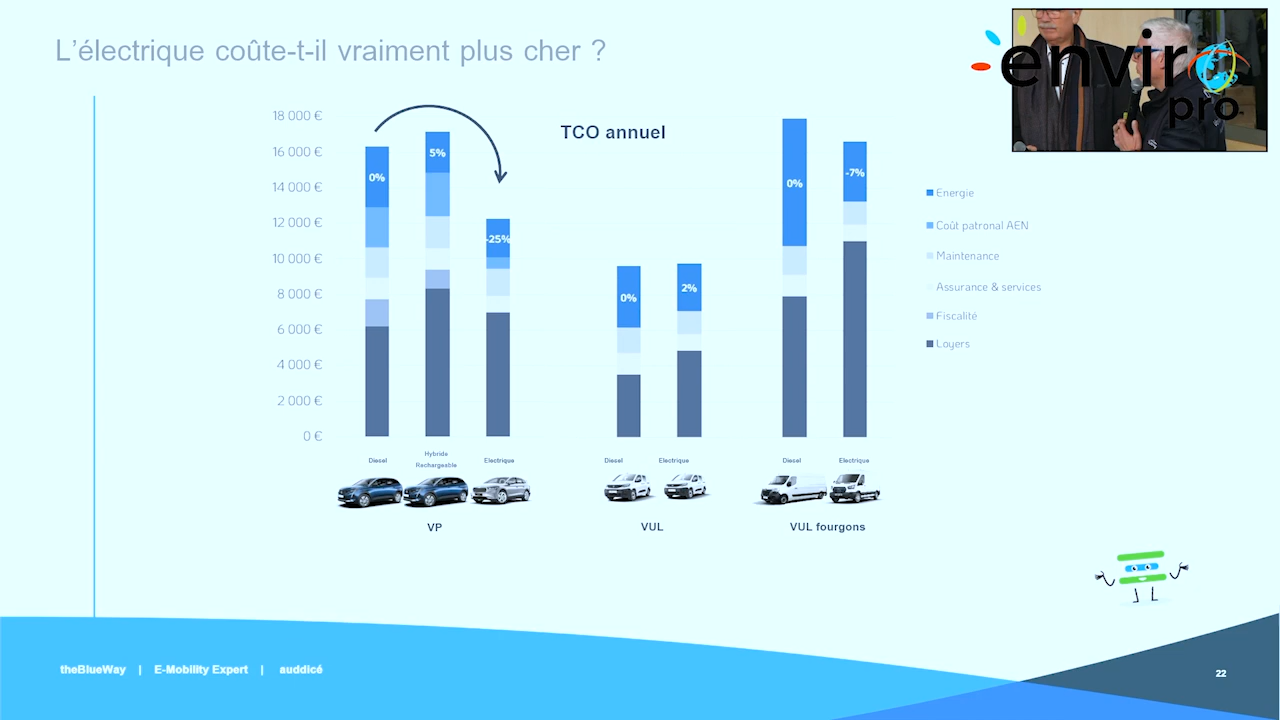 L'électrique coûte-t-il vraiment plus cher ?
enviro
pro
TCO annuel
18 000 €
16 000 €
14 000 €
12 000 €
10 000 €
8 000 €
6 000 €
4 000 €
2 000 €
0 €
0%
5%
-25%
0%
2%
0%
-7%
Energie
Coût patronal AEN
Maintenance
Assurance & services
Fiscalité
Loyers
Diesel
Hybride
Rechargeable
Electrique
Diesel
Electrique
Diesel
Electrique
VP
VUL
VUL fourgons
theBlueWay | E-Mobility Expert | auddicé
22